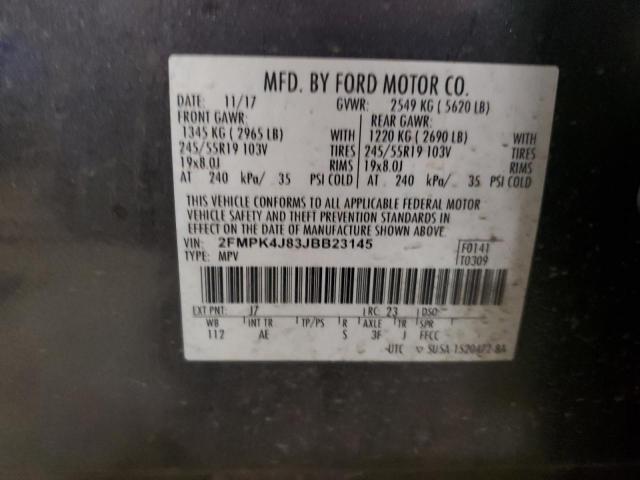 MFD. BY FORD MOTOR CO.
DATE: 11/17 GVWR: 2549 KG ( 5620 LB)
FRONT GAWR: REAR GAWR:
1345 KG ( 2965 LB) WITH 1220 KG ( 2690 LB) WITH
245/55R19 103V TIRES 245/55R19 103V TIRES
19x8.0J RIMS 19x8.0J RIMS
AT 240 kPa/ 35 PSI COLD AT 240 kPa/ 35 PSI COLD
THIS VEHICLE CONFORMS TO ALL APPLICABLE FEDERAL MOTOR
VEHICLE SAFETY AND THEFT PREVENTION STANDARDS IN
EFFECT ON THE DATE OF MANUFACTURE SHOWN ABOVE.
VIN: 2FMPK4J83JBB23145 F0141
TYPE: MPV T0309
EXT PNT: J7 RC: 23 DSO:
WB INT TR TP/PS R AXLE TR SPR
112 AE S 3F J FFCC
UTC